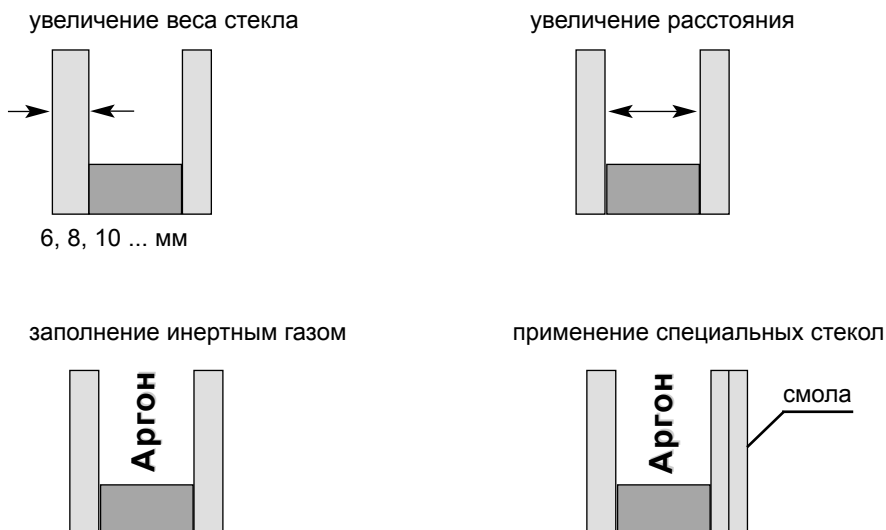 увеличение веса стекла
увеличение расстояния
6, 8, 10 ... мм
заполнение инертным газом
применение специальных стекол
Аргон
Аргон
смола